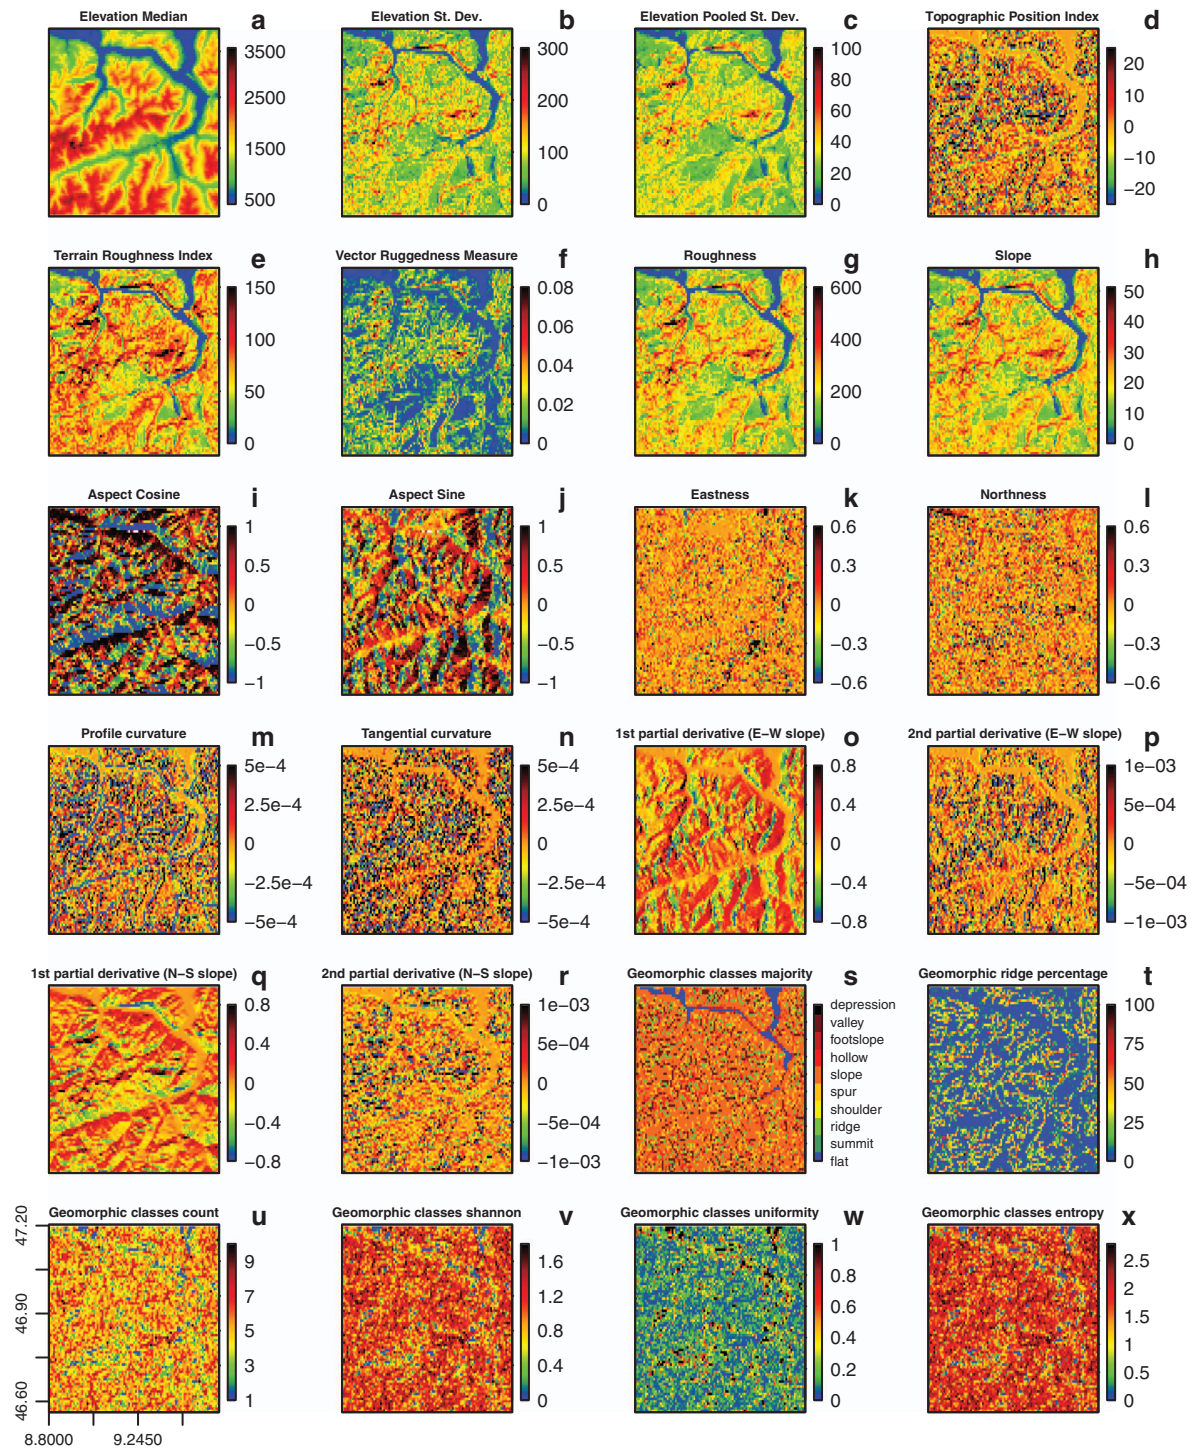 Elevation Median a
3500
2500
1500
500
Elevation St. Dev. b
300
200
100
0
Elevation Pooled St. Dev. c
100
80
60
40
20
0
Topographic Position Index d
20
10
0
−10
−20
Terrain Roughness Index e
150
100
50
0
Vector Ruggedness Measure f
0.08
0.06
0.04
0.02
0
Roughness g
600
400
200
0
Slope h
50
40
30
20
10
0
Aspect Cosine i
1
0.5
0
−0.5
−1
Aspect Sine j
1
0.5
0
−0.5
−1
Eastness k
0.6
0.3
0
−0.3
−0.6
Northness l
0.6
0.3
0
−0.3
−0.6
Profile curvature m
5e−4
2.5e−4
0
−2.5e−4
−5e−4
Tangential curvature n
5e−4
2.5e−4
0
−2.5e−4
−5e−4
1st partial derivative (E−W slope) o
0.8
0.4
0
−0.4
−0.8
2nd partial derivative (E−W slope) p
1e−03
5e−04
0
−5e−04
−1e−03
1st partial derivative (N−S slope) q
0.8
0.4
0
−0.4
−0.8
2nd partial derivative (N−S slope) r
1e−03
5e−04
0
−5e−04
−1e−03
Geomorphic classes majority s
depression
valley
footslope
hollow
slope
spur
shoulder
ridge
summit
flat
Geomorphic ridge percentage t
100
75
50
25
0
Geomorphic classes count u
9
7
5
3
1
47.20
46.90
46.60
8.8000
9.2450
Geomorphic classes shannon v
1.6
1.2
0.8
0.4
0
Geomorphic classes uniformity w
1
0.8
0.6
0.4
0.2
0
Geomorphic classes entropy x
2.5
2
1.5
1
0.5
0